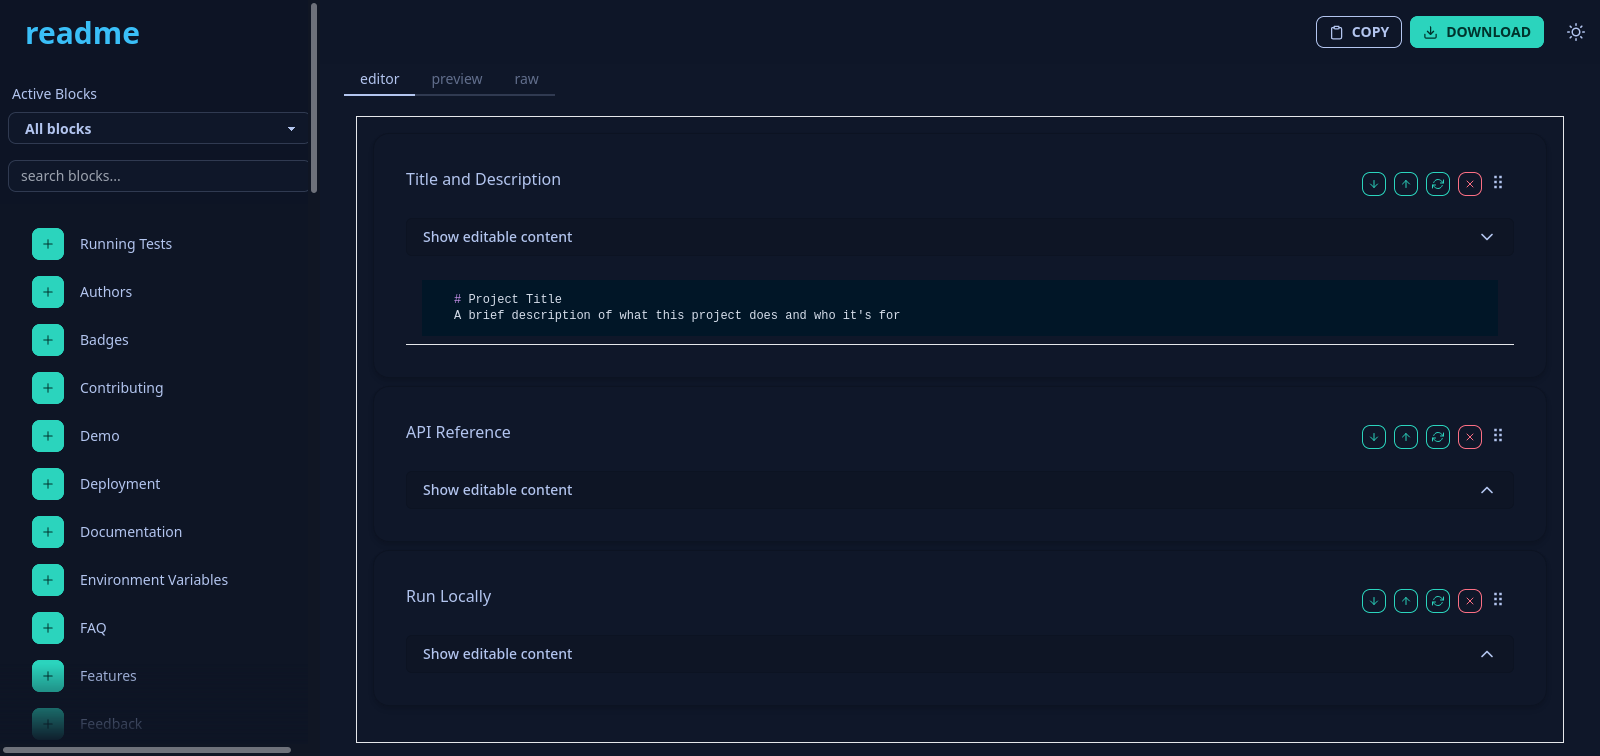 readme
Active Blocks
All blocks
search blocks...
Running Tests
Authors
Badges
Contributing
Demo
Deployment
Documentation
Environment Variables
FAQ
Features
Feedback
COPY
DOWNLOAD
editor
preview
raw
Title and Description
Show editable content
# Project Title
A brief description of what this project does and who it's for
API Reference
Show editable content
Run Locally
Show editable content